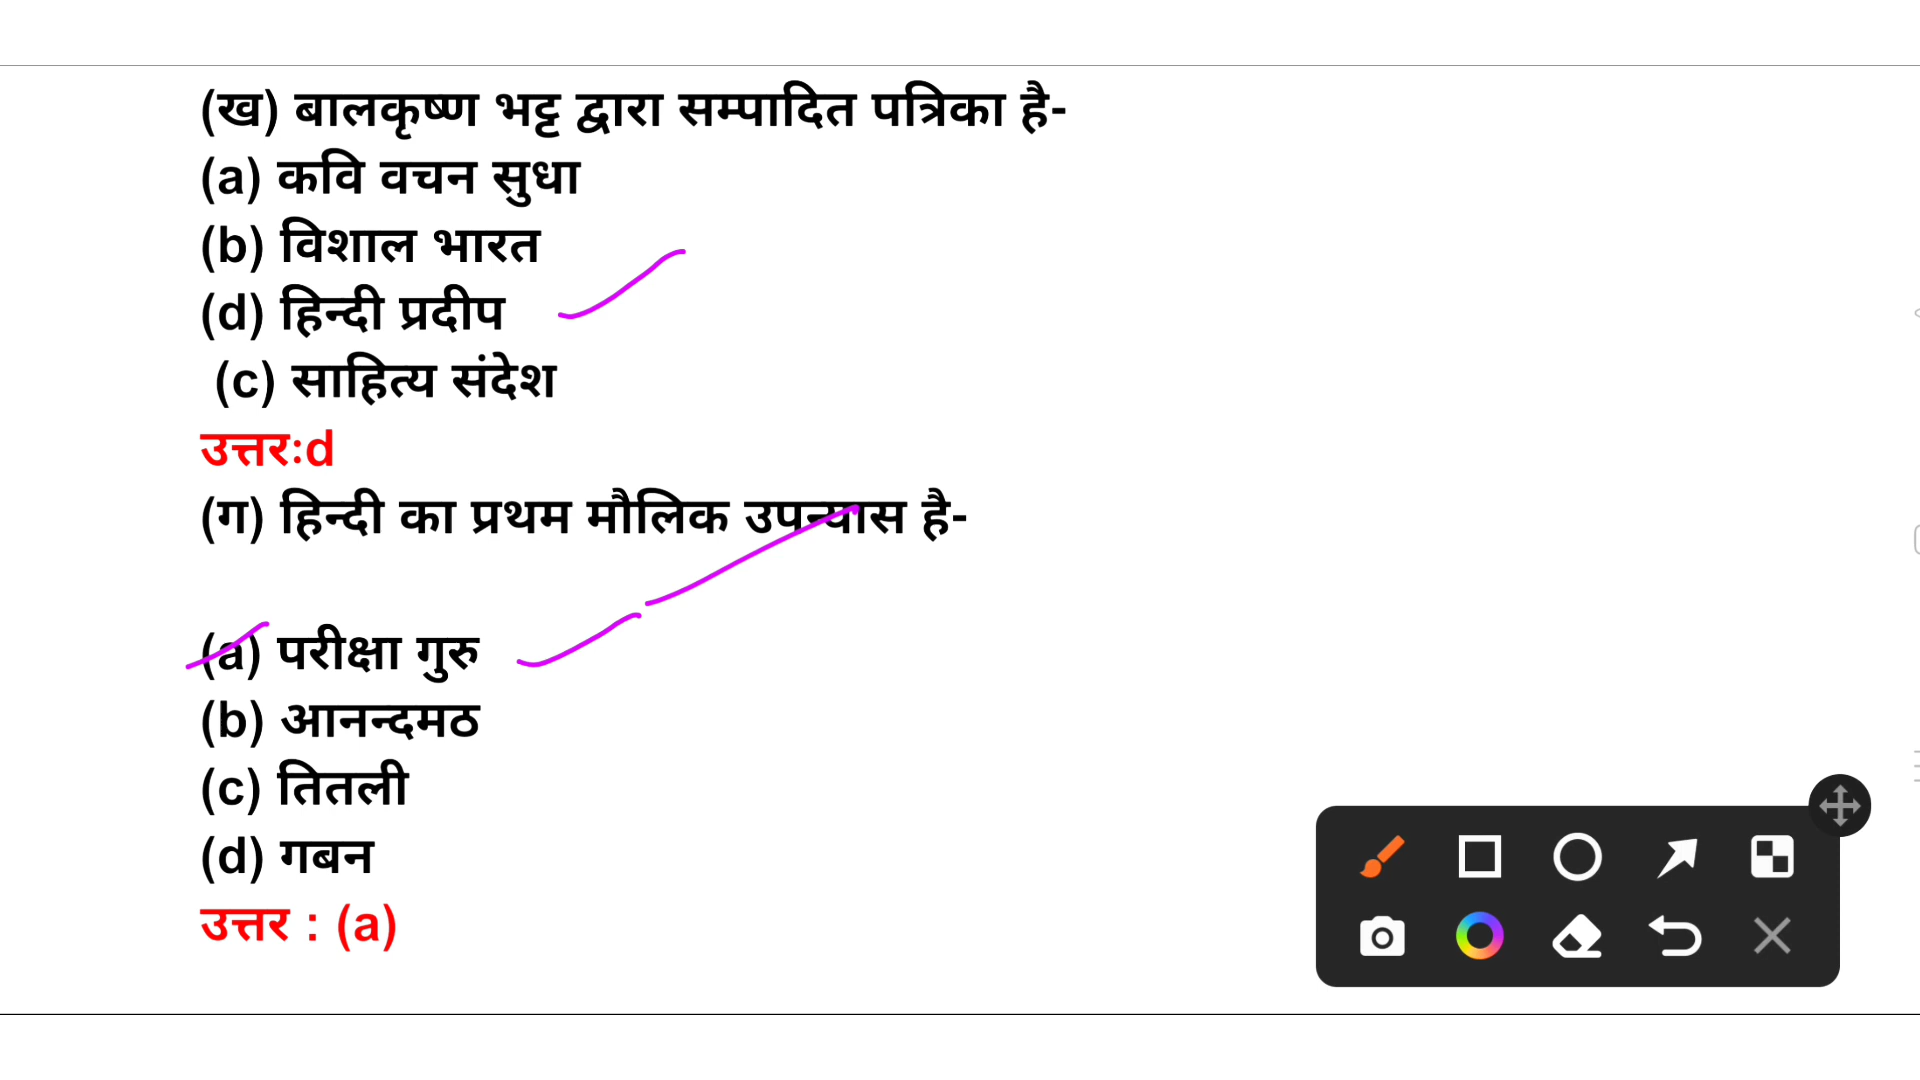 (ख) बालकृष्ण भट्ट द्वारा सम्पादित पत्रिका है-
(a) कवि वचन सुधा
(b) विशाल भारत
(d) हिन्दी प्रदीप
(c) साहित्य संदेश
उत्तरः d
(ग) हिन्दी का प्रथम मौलिक उपन्यास है-
(a) परीक्षा गुरु
(b) आनन्दमठ
(c) तितली
(d) गबन
उत्तर : (a)